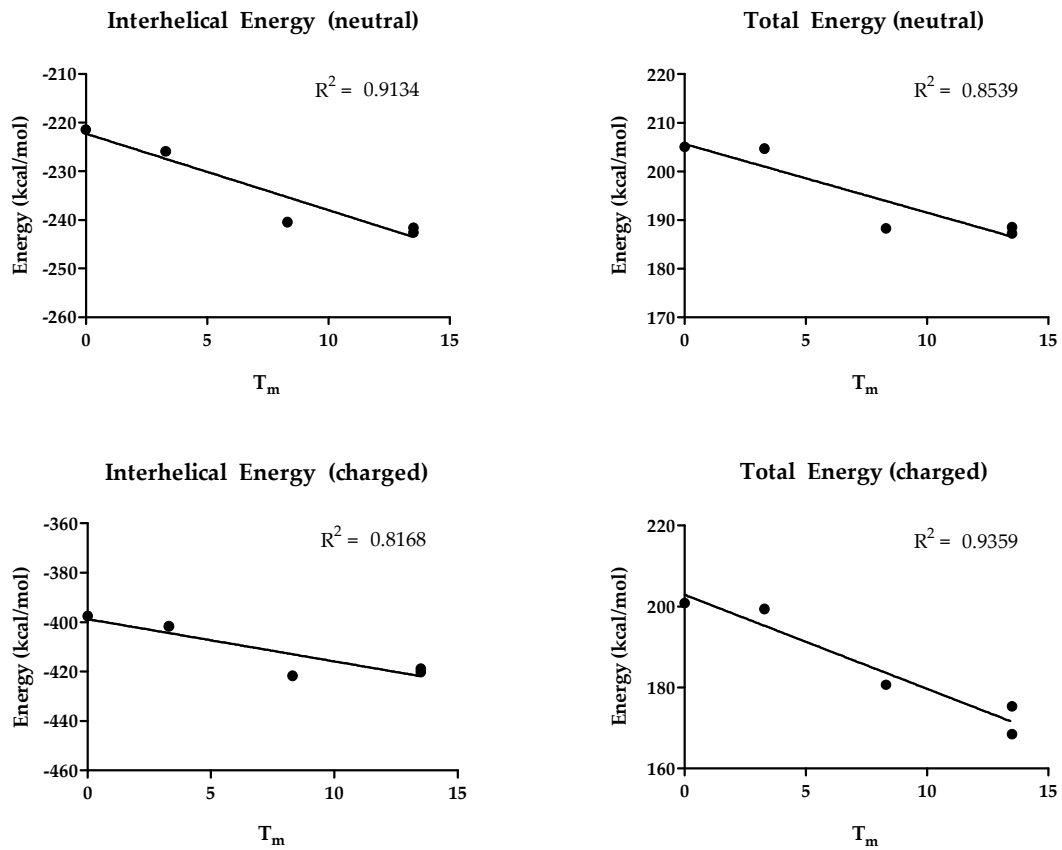 Interhelical Energy (neutral)
R² = 0.9134
Energy (kcal/mol)
-210
-220
-230
-240
-250
-260
0 5 10 15
Tₘ
Total Energy (neutral)
R² = 0.8539
Energy (kcal/mol)
220
210
200
190
180
170
0 5 10 15
Tₘ
Interhelical Energy (charged)
R² = 0.8168
Energy (kcal/mol)
-360
-380
-400
-420
-440
-460
0 5 10 15
Tₘ
Total Energy (charged)
R² = 0.9359
Energy (kcal/mol)
220
200
180
160
0 5 10 15
Tₘ